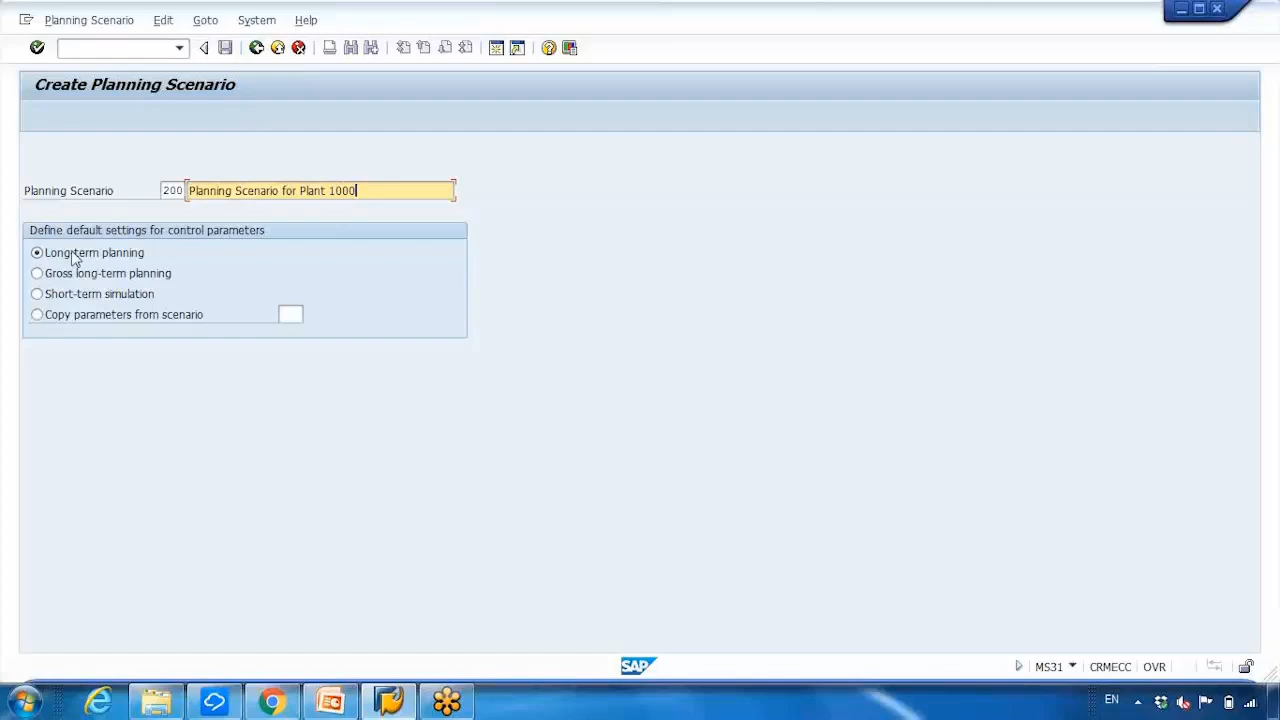 Planning Scenario Edit Goto System Help
Create Planning Scenario
Planning Scenario 200 Planning Scenario for Plant 1000
Define default settings for control parameters
Long-term planning
Gross long-term planning
Short-term simulation
Copy parameters from scenario
SAP MS31 CRMECC OVR
EN